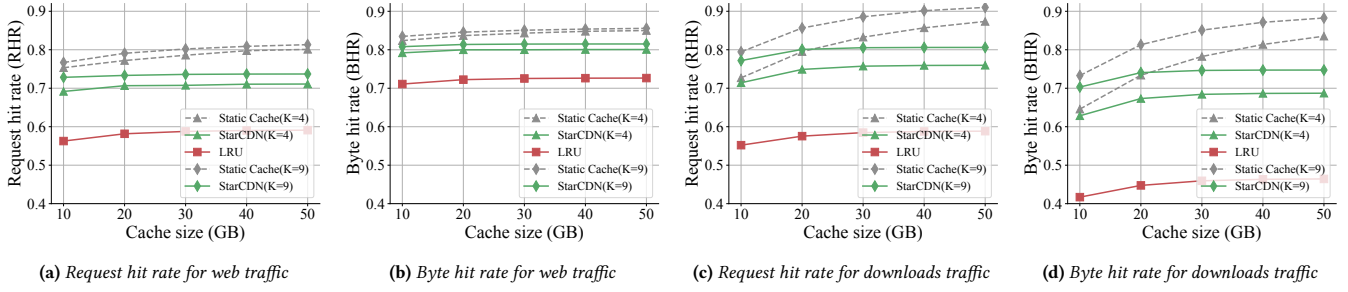 Request hit rate (RHR)
0.9
0.8
0.7
0.6
0.5
0.4
Static Cache(K=4)
StarCDN(K=4)
LRU
Static Cache(K=9)
StarCDN(K=9)
10 20 30 40 50
Cache size (GB)
(a) Request hit rate for web traffic
Byte hit rate (BHR)
0.9
0.8
0.7
0.6
0.5
0.4
Static Cache(K=4)
StarCDN(K=4)
LRU
Static Cache(K=9)
StarCDN(K=9)
10 20 30 40 50
Cache size (GB)
(b) Byte hit rate for web traffic
Request hit rate (RHR)
0.9
0.8
0.7
0.6
0.5
0.4
Static Cache(K=4)
StarCDN(K=4)
LRU
Static Cache(K=9)
StarCDN(K=9)
10 20 30 40 50
Cache size (GB)
(c) Request hit rate for downloads traffic
Byte hit rate (BHR)
0.9
0.8
0.7
0.6
0.5
0.4
Static Cache(K=4)
StarCDN(K=4)
LRU
Static Cache(K=9)
StarCDN(K=9)
10 20 30 40 50
Cache size (GB)
(d) Byte hit rate for downloads traffic